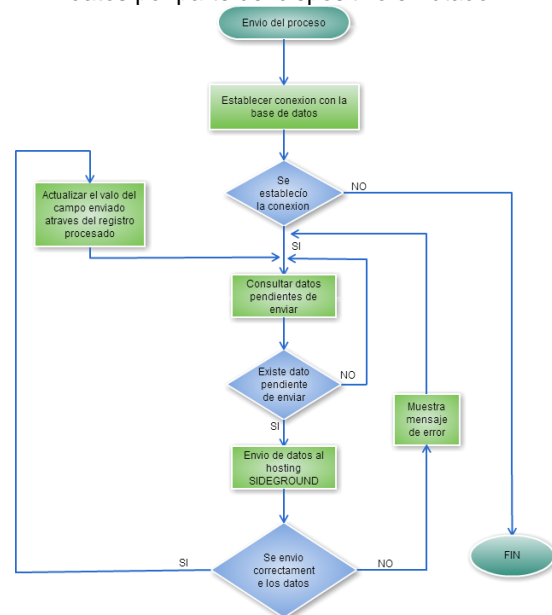 Envio del proceso
Establecer conexion con la
base de datos
Se
establecío
la conexion
NO
SI
Actualizar el valo del
campo enviado
atraves del registro
procesado
Consultar datos
pendientes de
enviar
Existe dato
pendiente
de enviar
NO
SI
Muestra
mensaje
de error
Envio de datos al
hosting
SIDEGROUND
Se envio
correctament
e los datos
SI
NO
FIN